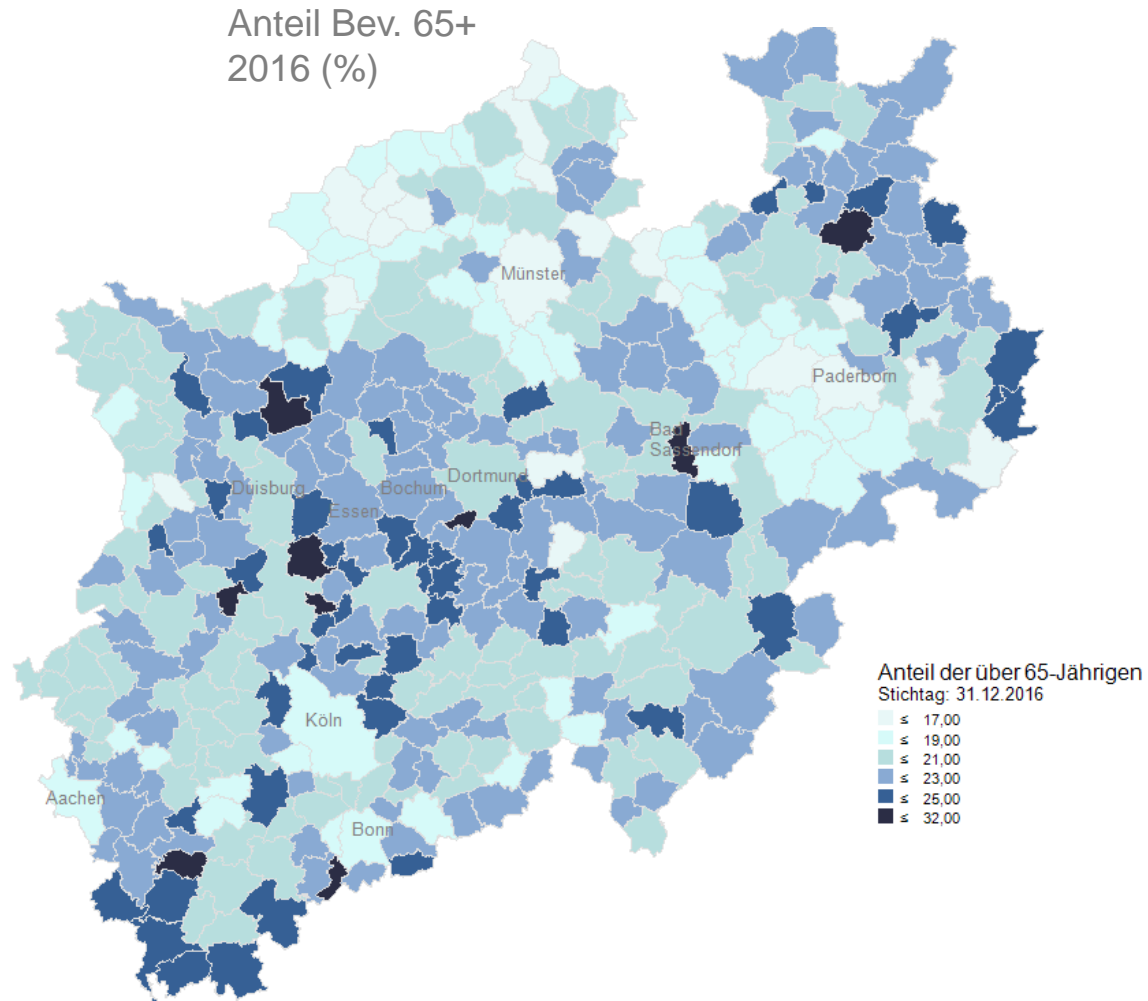 Anteil Bev. 65+
2016 (%)
Münster
Paderborn
Bad
Sassendorf
Dortmund
Bochum
Duisburg
Essen
Köln
Aachen
Bonn
Anteil der über 65-Jährigen
Stichtag: 31.12.2016
≤ 17,00
≤ 19,00
≤ 21,00
≤ 23,00
≤ 25,00
≤ 32,00